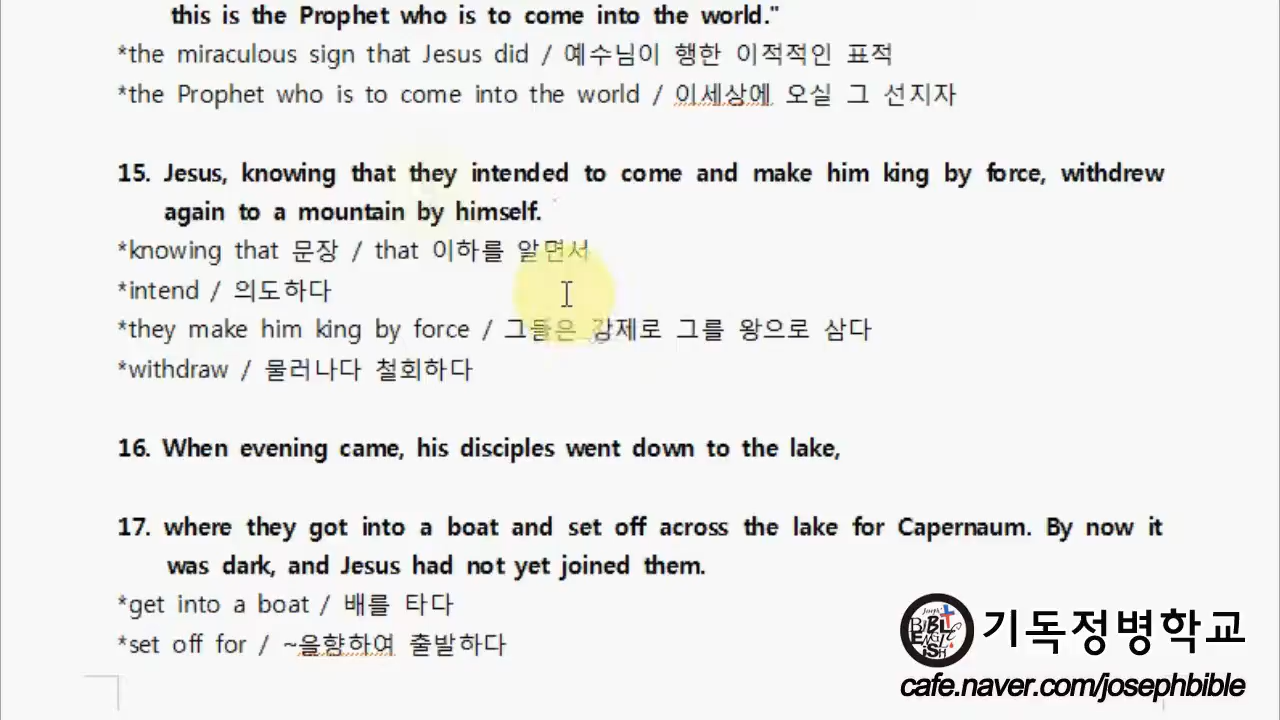 this is the Prophet who is to come into the world."
*the miraculous sign that Jesus did / 예수님이 행한 이적적인 표적
*the Prophet who is to come into the world / 이세상에 오실 그 선지자
15. Jesus, knowing that they intended to come and make him king by force, withdrew
again to a mountain by himself.
*knowing that 문장 / that 이하를 알면서
*intend / 의도하다
*they make him king by force / 그들은 강제로 그를 왕으로 삼다
*withdraw / 물러나다 철회하다
16. When evening came, his disciples went down to the lake,
17. where they got into a boat and set off across the lake for Capernaum. By now it
was dark, and Jesus had not yet joined them.
*get into a boat / 배를 타다
*set off for / ~을향하여 출발하다
기독정병학교
cafe.naver.com/josephbible